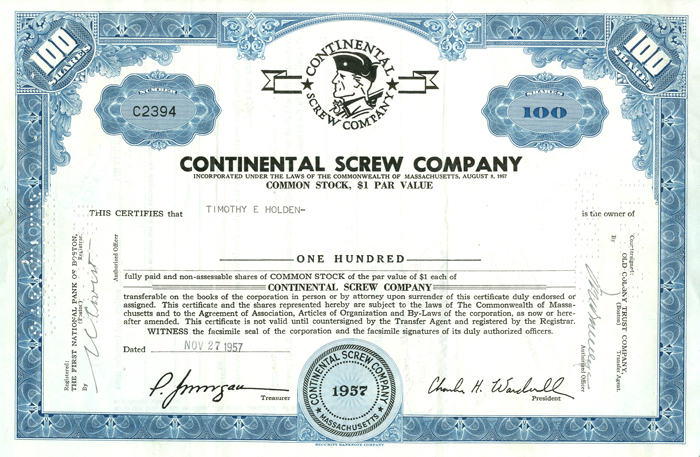 100
SHARES
100
SHARES
CONTINENTAL
SCREW COMPANY
NUMBER
C2394
SHARES
100
CONTINENTAL SCREW COMPANY
INCORPORATED UNDER THE LAWS OF THE COMMONWEALTH OF MASSACHUSETTS, AUGUST 8, 1957
COMMON STOCK, $1 PAR VALUE
THIS CERTIFIES that TIMOTHY E HOLDEN- is the owner of
ONE HUNDRED
fully paid and non-assessable shares of COMMON STOCK of the par value of $1 each of
CONTINENTAL SCREW COMPANY
transferable on the books of the corporation in person or by attorney upon surrender of this certificate duly endorsed or
assigned. This certificate and the shares represented hereby are subject to the laws of The Commonwealth of Massa-
chusetts and to the Agreement of Association, Articles of Organization and By-Laws of the corporation, as now or here-
after amended. This certificate is not valid until countersigned by the Transfer Agent and registered by the Registrar.
WITNESS the facsimile seal of the corporation and the facsimile signatures of its duly authorized officers.
Dated NOV 27 1957
Treasurer
CONTINENTAL SCREW COMPANY
1957
MASSACHUSETTS
Charles H. Wardwell
President
Registered:
THE FIRST NATIONAL BANK OF BOSTON,
(Boston) Registrar.
By
Authorized Officer
Countersigned:
OLD COLONY TRUST COMPANY,
(Boston) Transfer Agent.
By
Authorized Officer
SECURITY BANKNOTE COMPANY